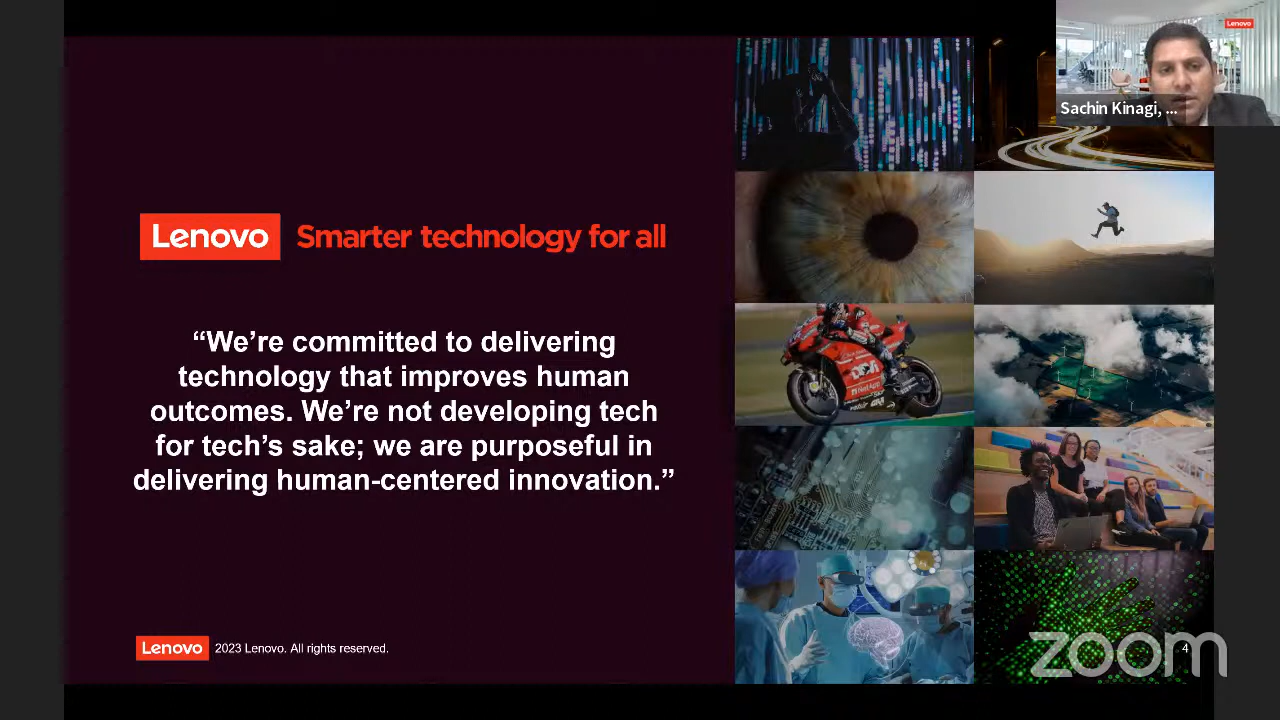 Lenovo
Sachin Kinagi, ...
Lenovo Smarter technology for all
“We’re committed to delivering
technology that improves human
outcomes. We’re not developing tech
for tech’s sake; we are purposeful in
delivering human-centered innovation.”
NetApp
Lenovo 2023 Lenovo. All rights reserved.
zoom
4